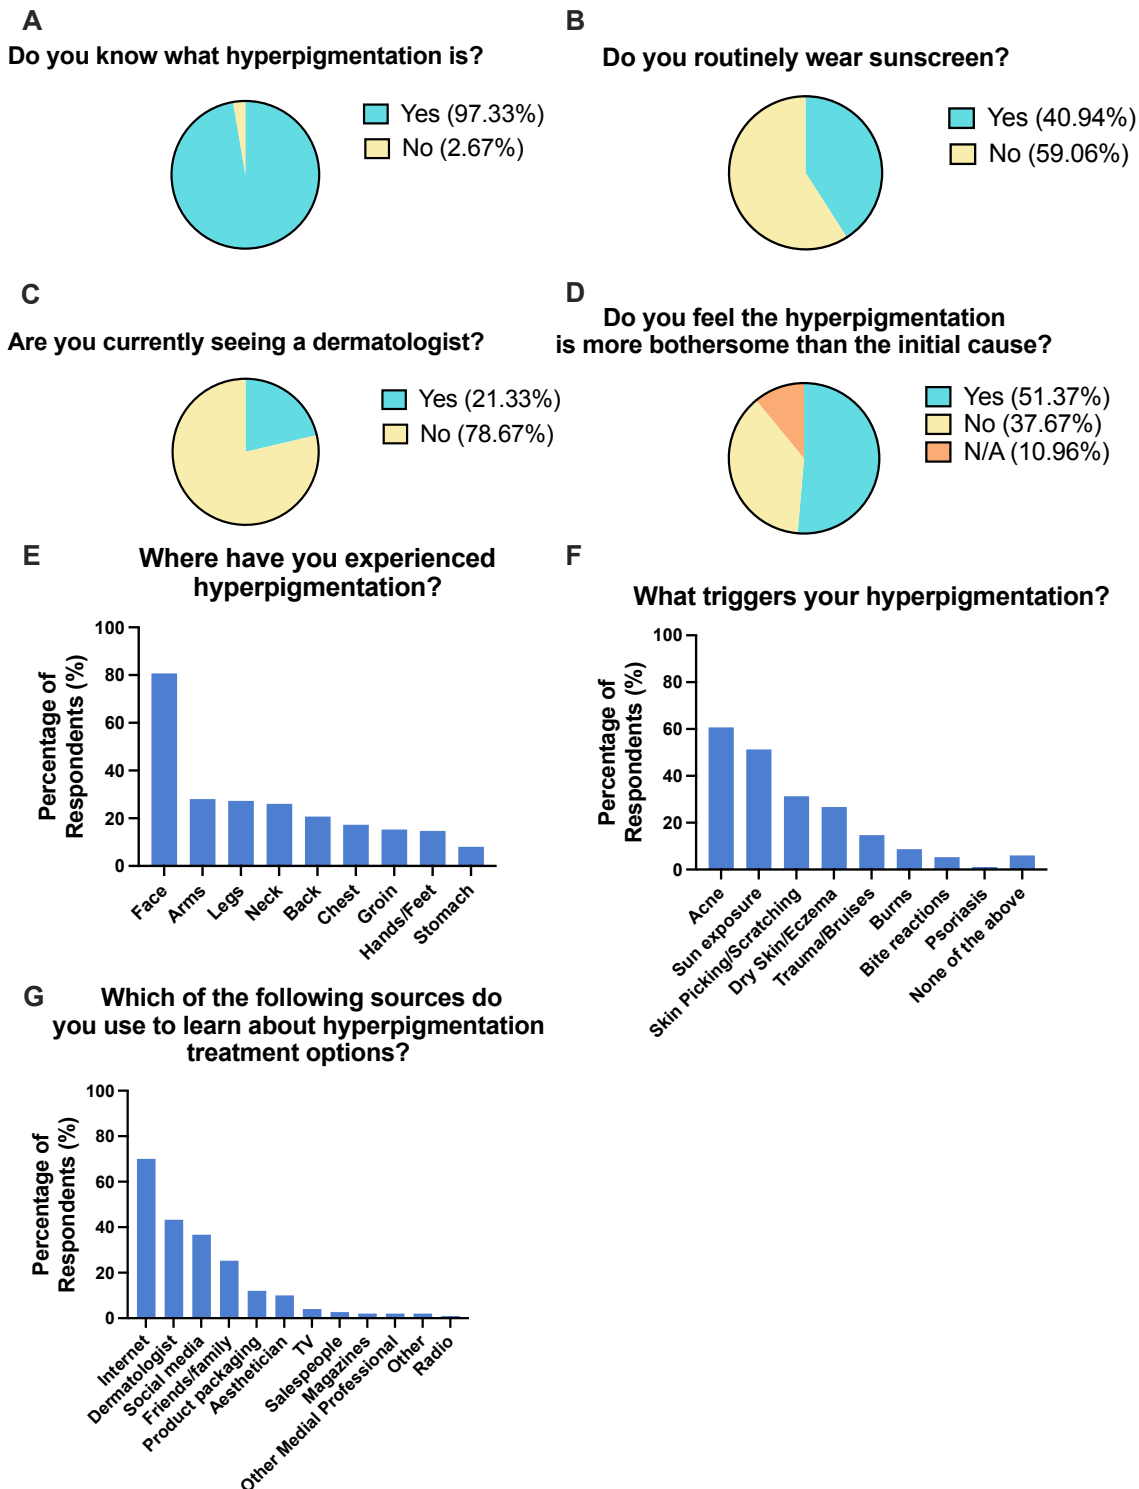 A
Do you know what hyperpigmentation is?
Yes (97.33%)
No (2.67%)
B
Do you routinely wear sunscreen?
Yes (40.94%)
No (59.06%)
C
Are you currently seeing a dermatologist?
Yes (21.33%)
No (78.67%)
D
Do you feel the hyperpigmentation
is more bothersome than the initial cause?
Yes (51.37%)
No (37.67%)
N/A (10.96%)
E
Where have you experienced
hyperpigmentation?
Percentage of
Respondents (%)
100
80
60
40
20
0
Face
Arms
Legs
Neck
Back
Chest
Groin
Hands/Feet
Stomach
F
What triggers your hyperpigmentation?
Percentage of
Respondents (%)
100
80
60
40
20
0
Acne
Sun exposure
Skin Picking/Scratching
Dry Skin/Eczema
Trauma/Bruises
Burns
Bite reactions
Psoriasis
None of the above
G
Which of the following sources do
you use to learn about hyperpigmentation
treatment options?
Percentage of
Respondents (%)
100
80
60
40
20
0
Internet
Dermatologist
Social media
Friends/family
Product packaging
Aesthetician
TV
Salespeople
Magazines
Other Medial Professional
Other
Radio